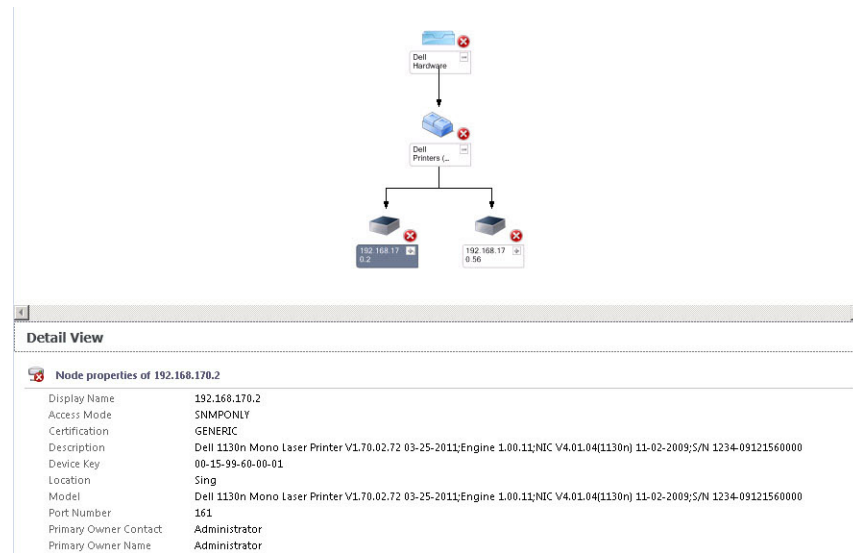 Dell
Hardware
Dell
Printers (...
192.168.17
0.2
192.168.17
0.56
Detail View
Node properties of 192.168.170.2
Display Name 192.168.170.2
Access Mode SNMPONLY
Certification GENERIC
Description Dell 1130n Mono Laser Printer V1.70.02.72 03-25-2011;Engine 1.00.11;NIC V4.01.04(1130n) 11-02-2009;S/N 1234-09121560000
Device Key 00-15-99-60-00-01
Location Sing
Model Dell 1130n Mono Laser Printer V1.70.02.72 03-25-2011;Engine 1.00.11;NIC V4.01.04(1130n) 11-02-2009;S/N 1234-09121560000
Port Number 161
Primary Owner Contact Administrator
Primary Owner Name Administrator